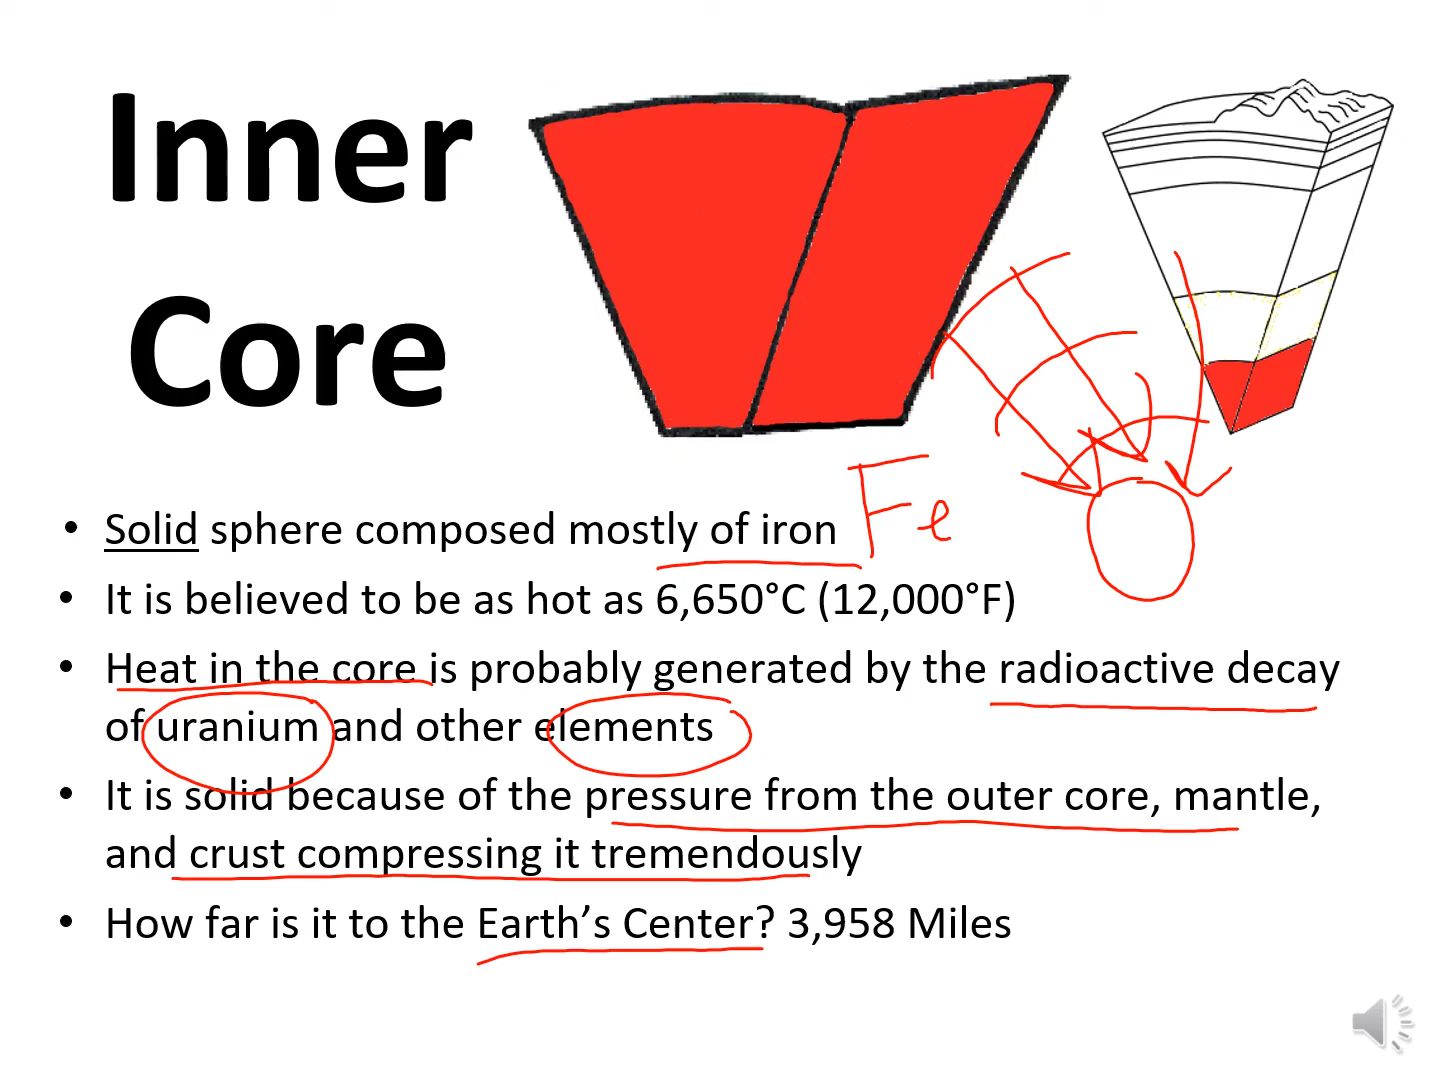 Inner
Core
Fe
• Solid sphere composed mostly of iron
• It is believed to be as hot as 6,650°C (12,000°F)
• Heat in the core is probably generated by the radioactive decay
of uranium and other elements
• It is solid because of the pressure from the outer core, mantle,
and crust compressing it tremendously
• How far is it to the Earth’s Center? 3,958 Miles